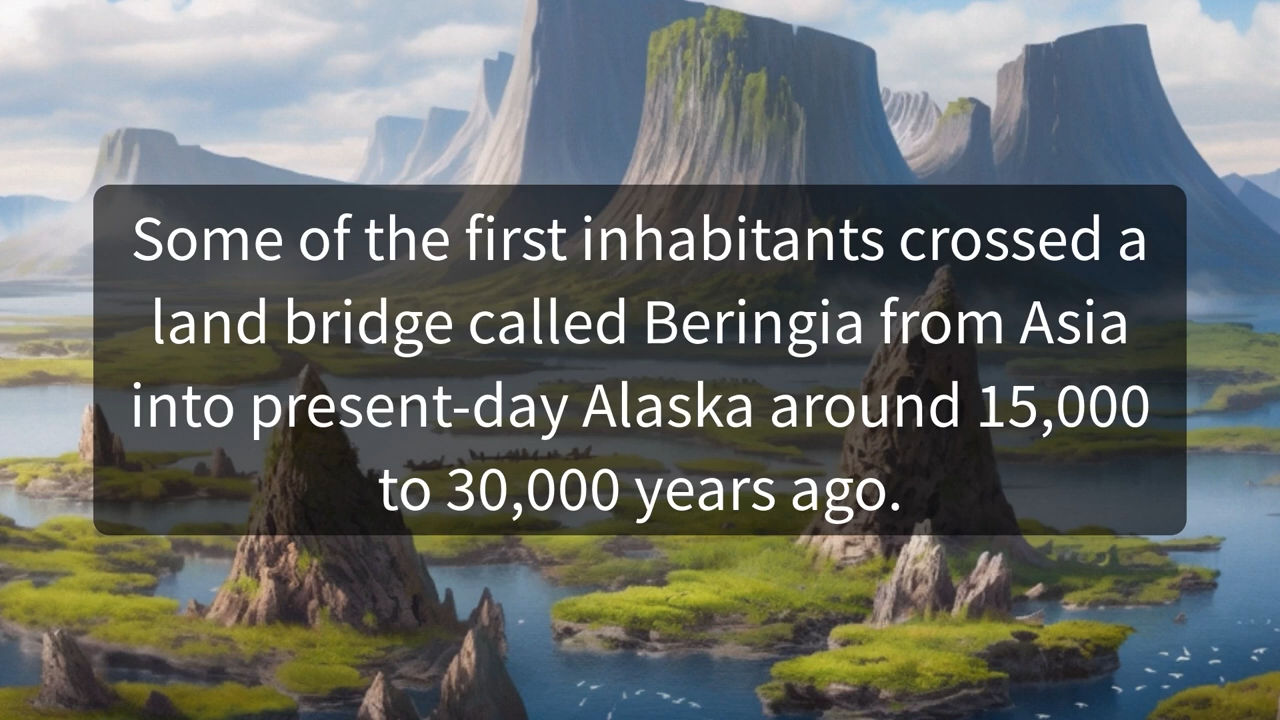 Some of the first inhabitants crossed a
land bridge called Beringia from Asia
into present-day Alaska around 15,000
to 30,000 years ago.